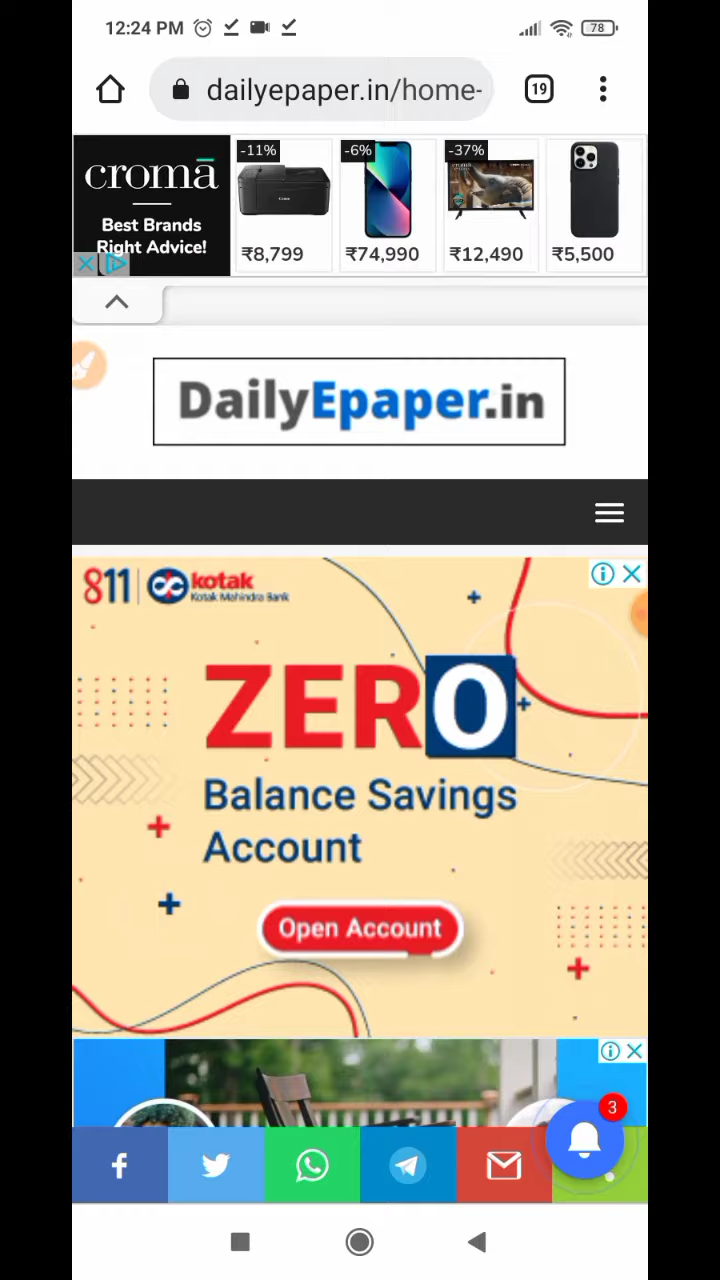 12:24 PM
78
dailyepaper.in/home-
19
croma
Best Brands
Right Advice!
-11%
-6%
-37%
₹8,799
₹74,990
₹12,490
₹5,500
DailyEpaper.in
811 kotak
Kotak Mahindra Bank
ZERO
Balance Savings
Account
Open Account
3